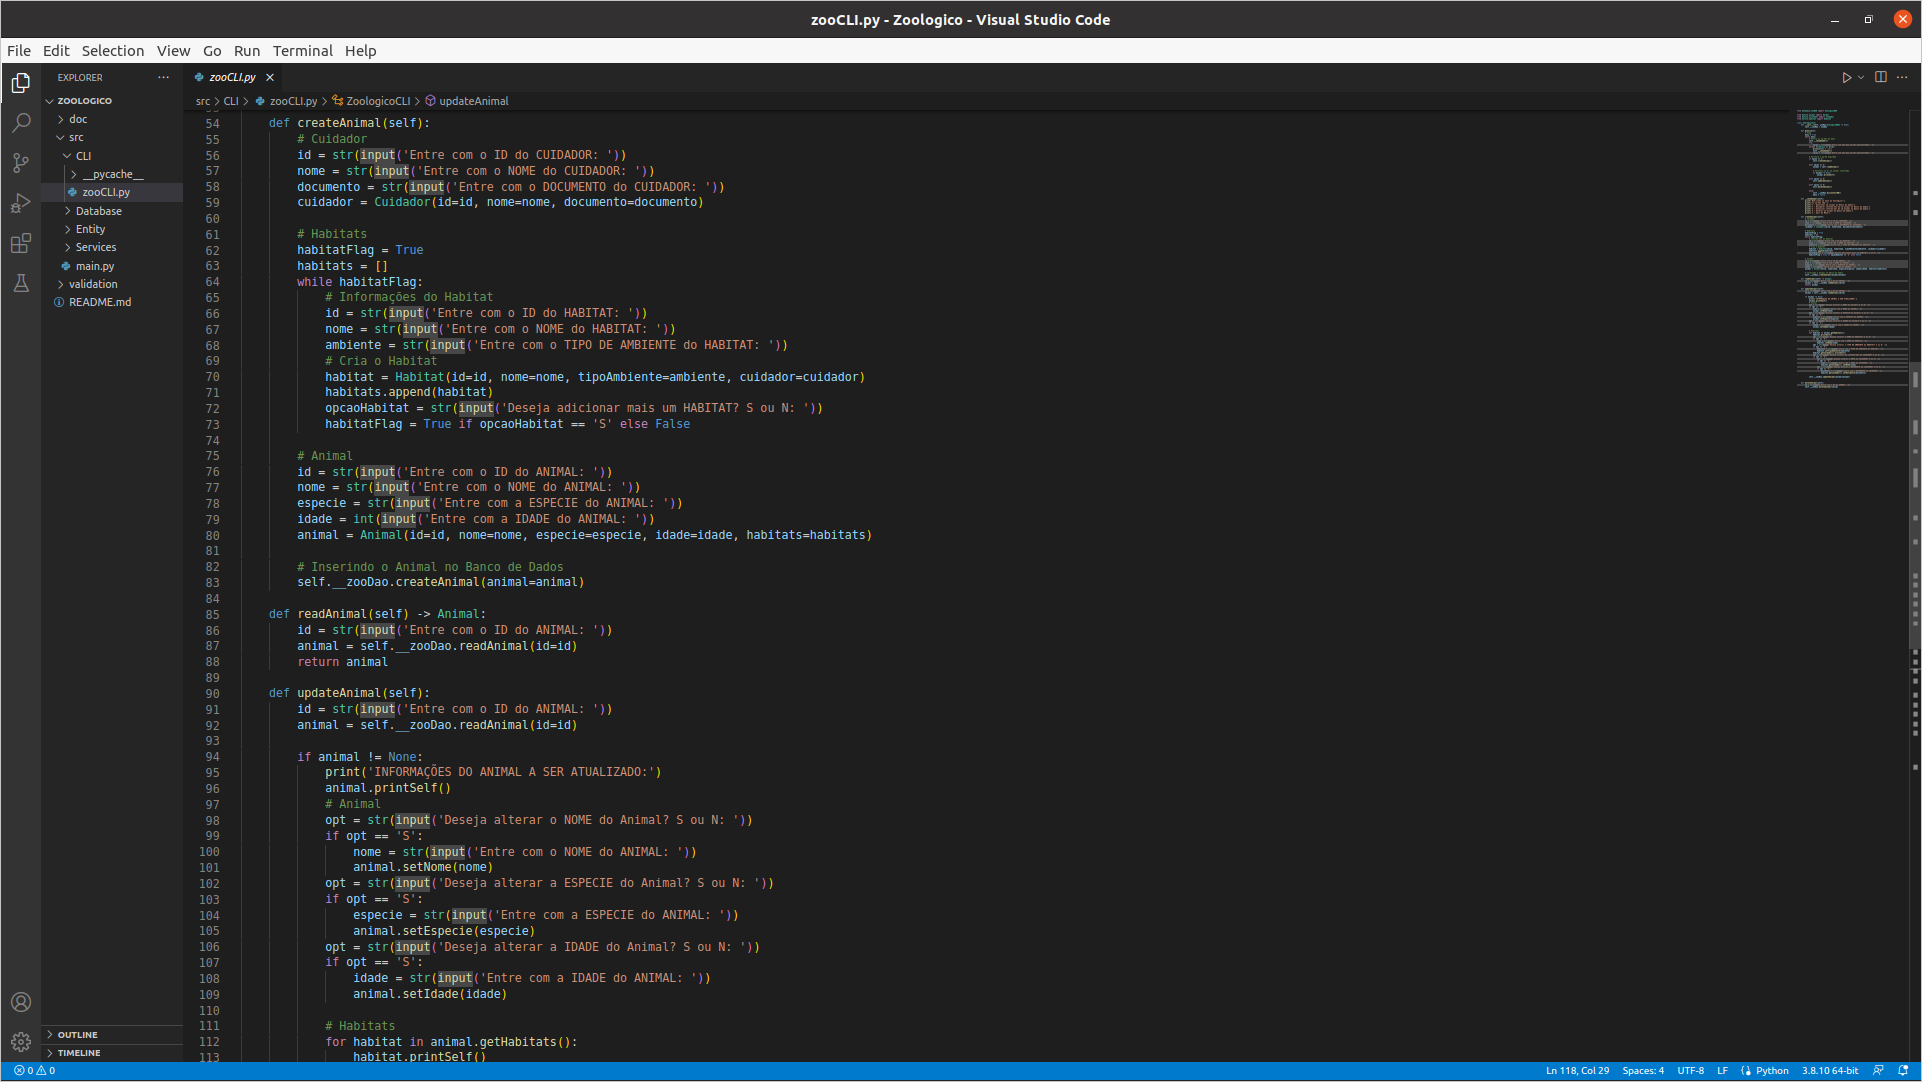 zooCLI.py - Zoologico - Visual Studio Code
File Edit Selection View Go Run Terminal Help
EXPLORER
ZOOLOGICO
doc
src
CLI
__pycache__
zooCLI.py
Database
Entity
Services
main.py
validation
README.md
OUTLINE
TIMELINE
zooCLI.py
src > CLI > zooCLI.py > ZoologicoCLI > updateAnimal
54 def createAnimal(self):
55 # Cuidador
56 id = str(input('Entre com o ID do CUIDADOR: '))
57 nome = str(input('Entre com o NOME do CUIDADOR: '))
58 documento = str(input('Entre com o DOCUMENTO do CUIDADOR: '))
59 cuidador = Cuidador(id=id, nome=nome, documento=documento)
60
61 # Habitats
62 habitatFlag = True
63 habitats = []
64 while habitatFlag:
65 # Informações do Habitat
66 id = str(input('Entre com o ID do HABITAT: '))
67 nome = str(input('Entre com o NOME do HABITAT: '))
68 ambiente = str(input('Entre com o TIPO DE AMBIENTE do HABITAT: '))
69 # Cria o Habitat
70 habitat = Habitat(id=id, nome=nome, tipoAmbiente=ambiente, cuidador=cuidador)
71 habitats.append(habitat)
72 opcaoHabitat = str(input('Deseja adicionar mais um HABITAT? S ou N: '))
73 habitatFlag = True if opcaoHabitat == 'S' else False
74
75 # Animal
76 id = str(input('Entre com o ID do ANIMAL: '))
77 nome = str(input('Entre com o NOME do ANIMAL: '))
78 especie = str(input('Entre com a ESPECIE do ANIMAL: '))
79 idade = int(input('Entre com a IDADE do ANIMAL: '))
80 animal = Animal(id=id, nome=nome, especie=especie, idade=idade, habitats=habitats)
81
82 # Inserindo o Animal no Banco de Dados
83 self.__zooDao.createAnimal(animal=animal)
84
85 def readAnimal(self) -> Animal:
86 id = str(input('Entre com o ID do ANIMAL: '))
87 animal = self.__zooDao.readAnimal(id=id)
88 return animal
89
90 def updateAnimal(self):
91 id = str(input('Entre com o ID do ANIMAL: '))
92 animal = self.__zooDao.readAnimal(id=id)
93
94 if animal != None:
95 print('INFORMAÇÕES DO ANIMAL A SER ATUALIZADO:')
96 animal.printSelf()
97 # Animal
98 opt = str(input('Deseja alterar o NOME do Animal? S ou N: '))
99 if opt == 'S':
100 nome = str(input('Entre com o NOME do ANIMAL: '))
101 animal.setNome(nome)
102 opt = str(input('Deseja alterar a ESPECIE do Animal? S ou N: '))
103 if opt == 'S':
104 especie = str(input('Entre com a ESPECIE do ANIMAL: '))
105 animal.setEspecie(especie)
106 opt = str(input('Deseja alterar a IDADE do Animal? S ou N: '))
107 if opt == 'S':
108 idade = str(input('Entre com a IDADE do ANIMAL: '))
109 animal.setIdade(idade)
110
111 # Habitats
112 for habitat in animal.getHabitats():
113 habitat.printSelf()
0 0 Ln 118, Col 29 Spaces: 4 UTF-8 LF Python 3.8.10 64-bit